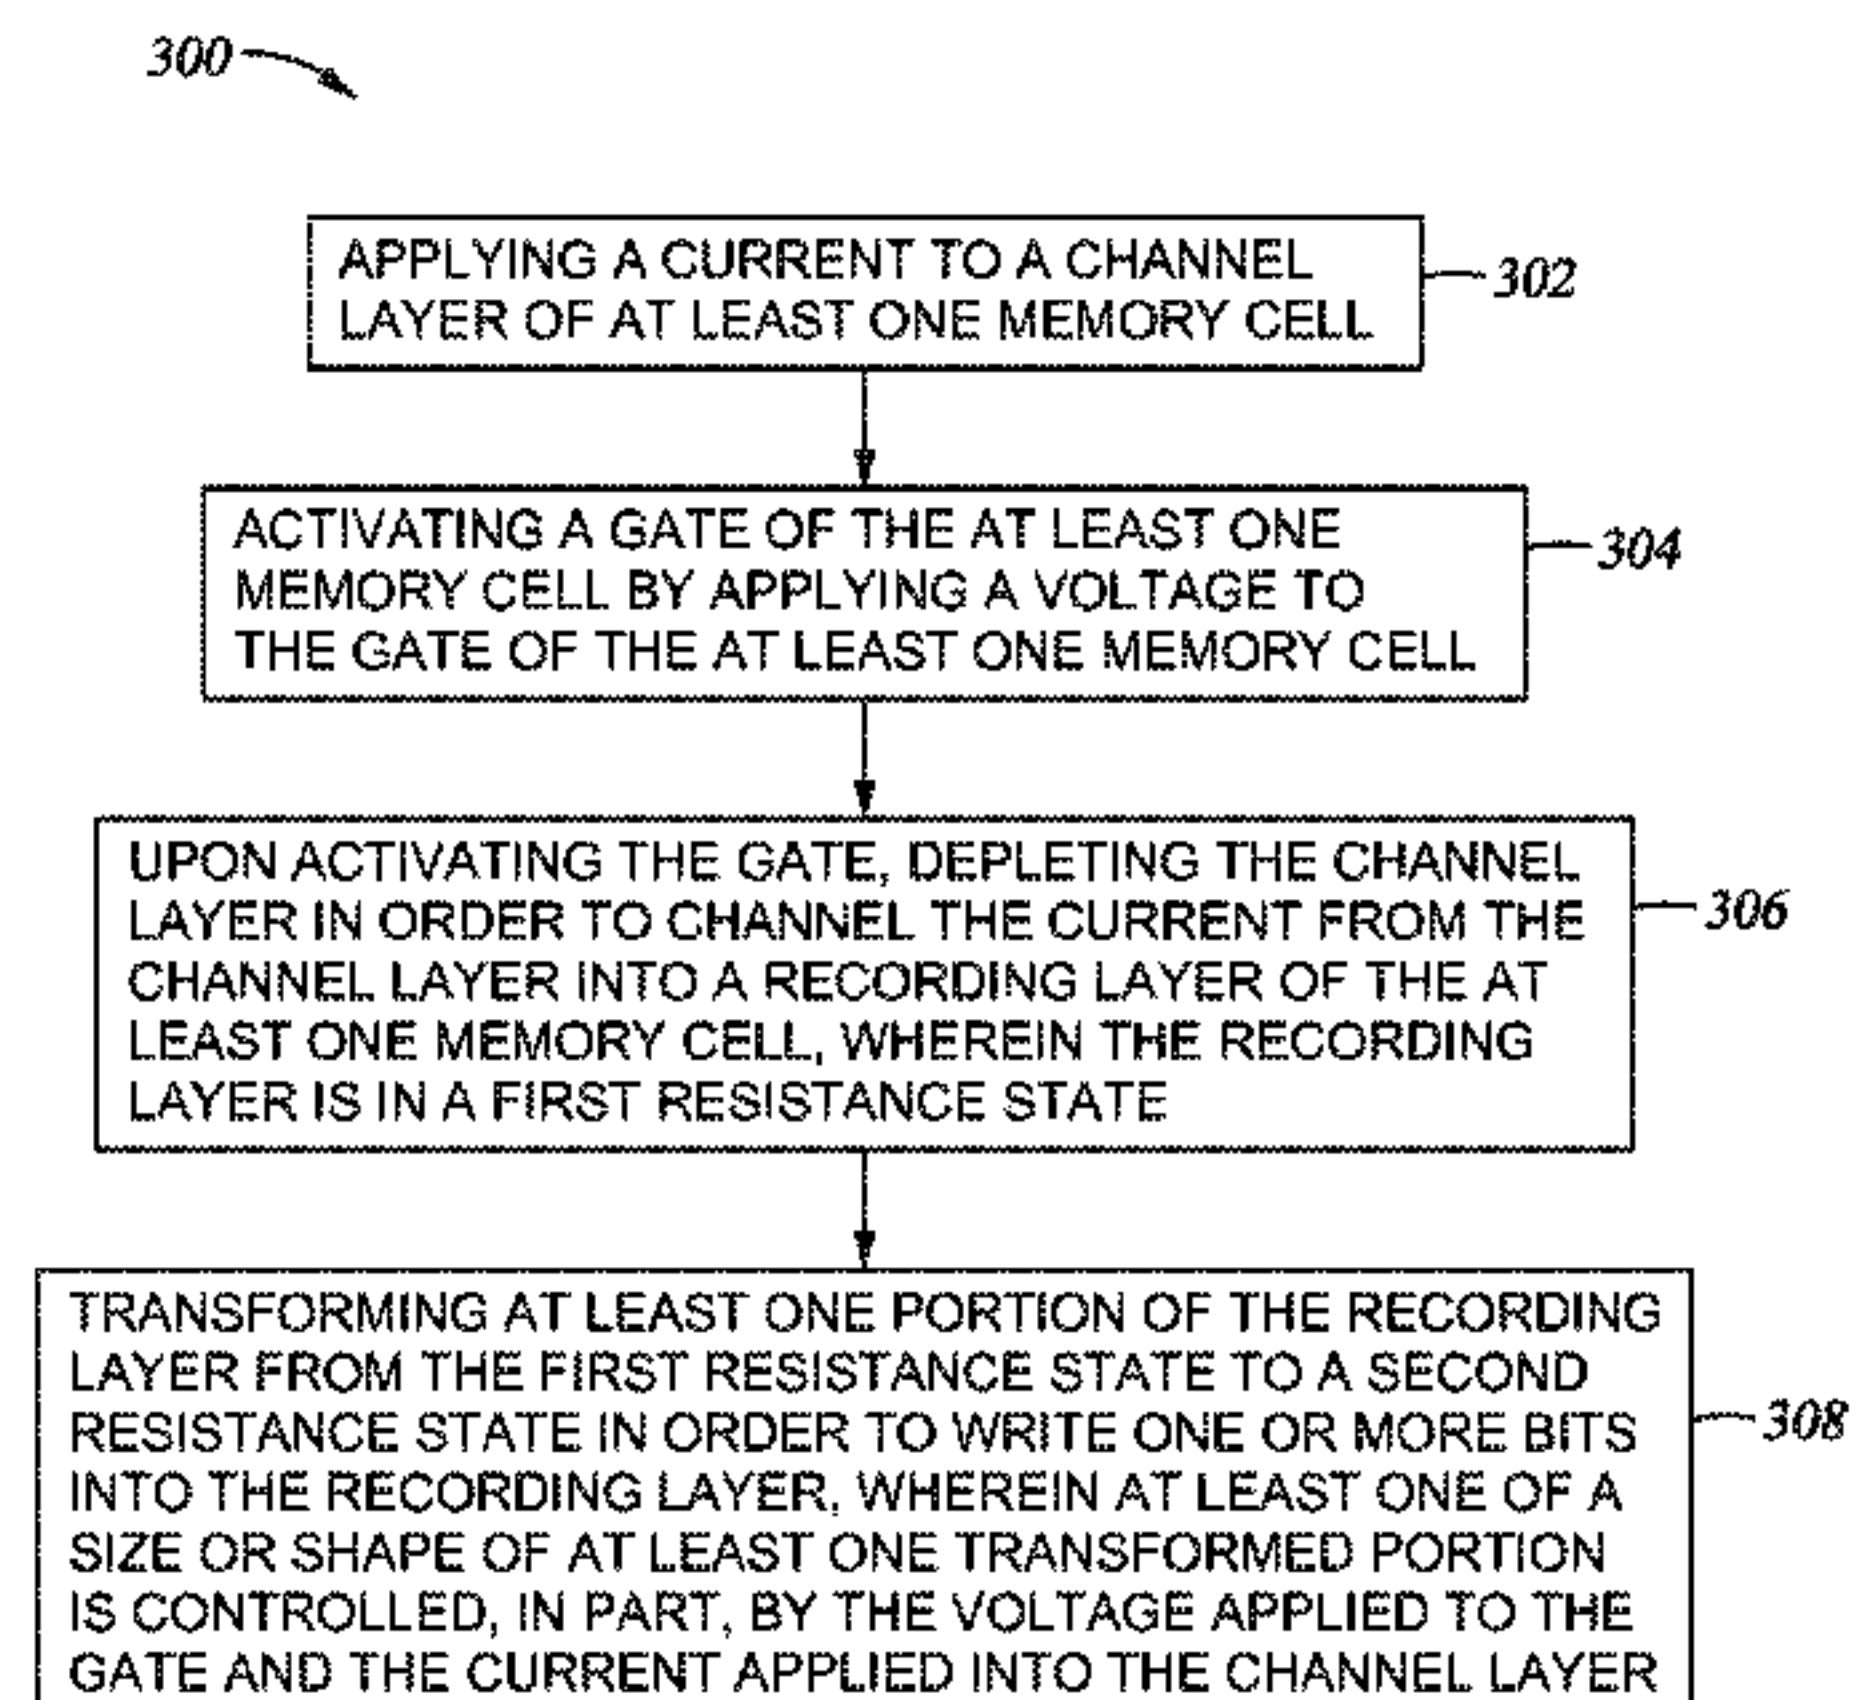 300
APPLYING A CURRENT TO A CHANNEL
LAYER OF AT LEAST ONE MEMORY CELL
302
ACTIVATING A GATE OF THE AT LEAST ONE
MEMORY CELL BY APPLYING A VOLTAGE TO
THE GATE OF THE AT LEAST ONE MEMORY CELL
304
UPON ACTIVATING THE GATE, DEPLETING THE CHANNEL
LAYER IN ORDER TO CHANNEL THE CURRENT FROM THE
CHANNEL LAYER INTO A RECORDING LAYER OF THE AT
LEAST ONE MEMORY CELL, WHEREIN THE RECORDING
LAYER IS IN A FIRST RESISTANCE STATE
306
TRANSFORMING AT LEAST ONE PORTION OF THE RECORDING
LAYER FROM THE FIRST RESISTANCE STATE TO A SECOND
RESISTANCE STATE IN ORDER TO WRITE ONE OR MORE BITS
INTO THE RECORDING LAYER, WHEREIN AT LEAST ONE OF A
SIZE OR SHAPE OF AT LEAST ONE TRANSFORMED PORTION
IS CONTROLLED, IN PART, BY THE VOLTAGE APPLIED TO THE
GATE AND THE CURRENT APPLIED INTO THE CHANNEL LAYER
308